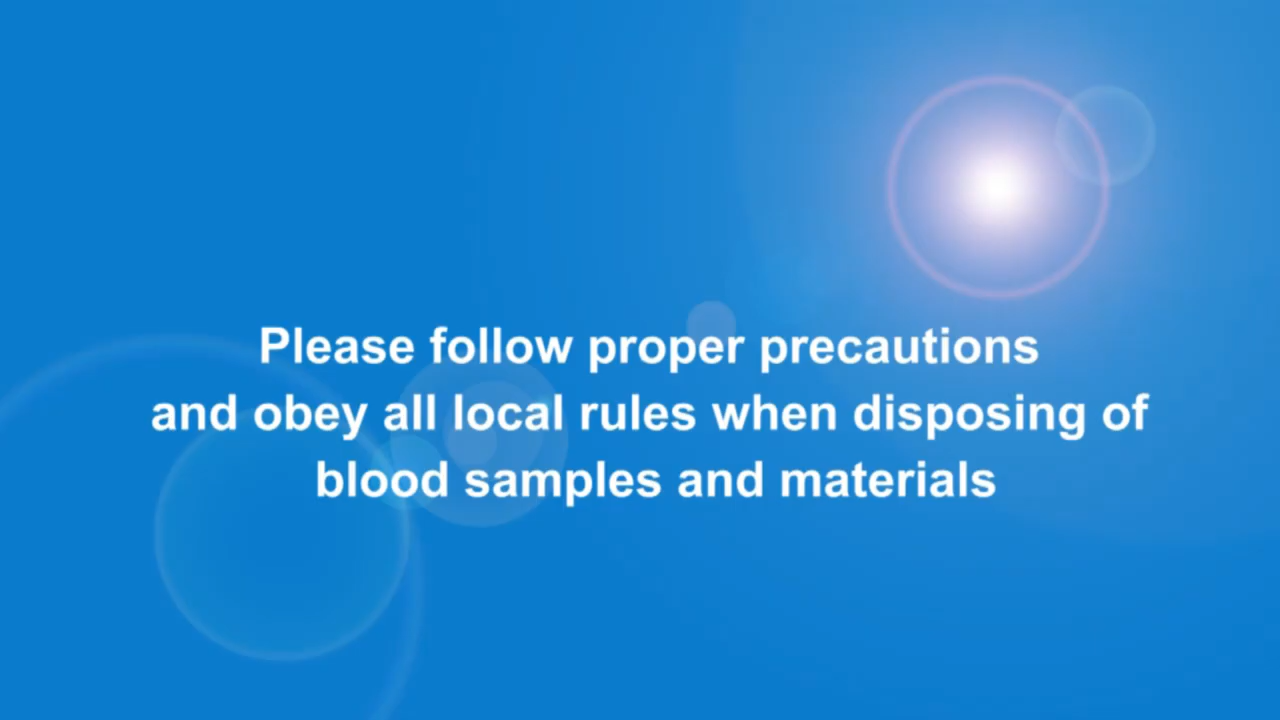 Please follow proper precautions
and obey all local rules when disposing of
blood samples and materials